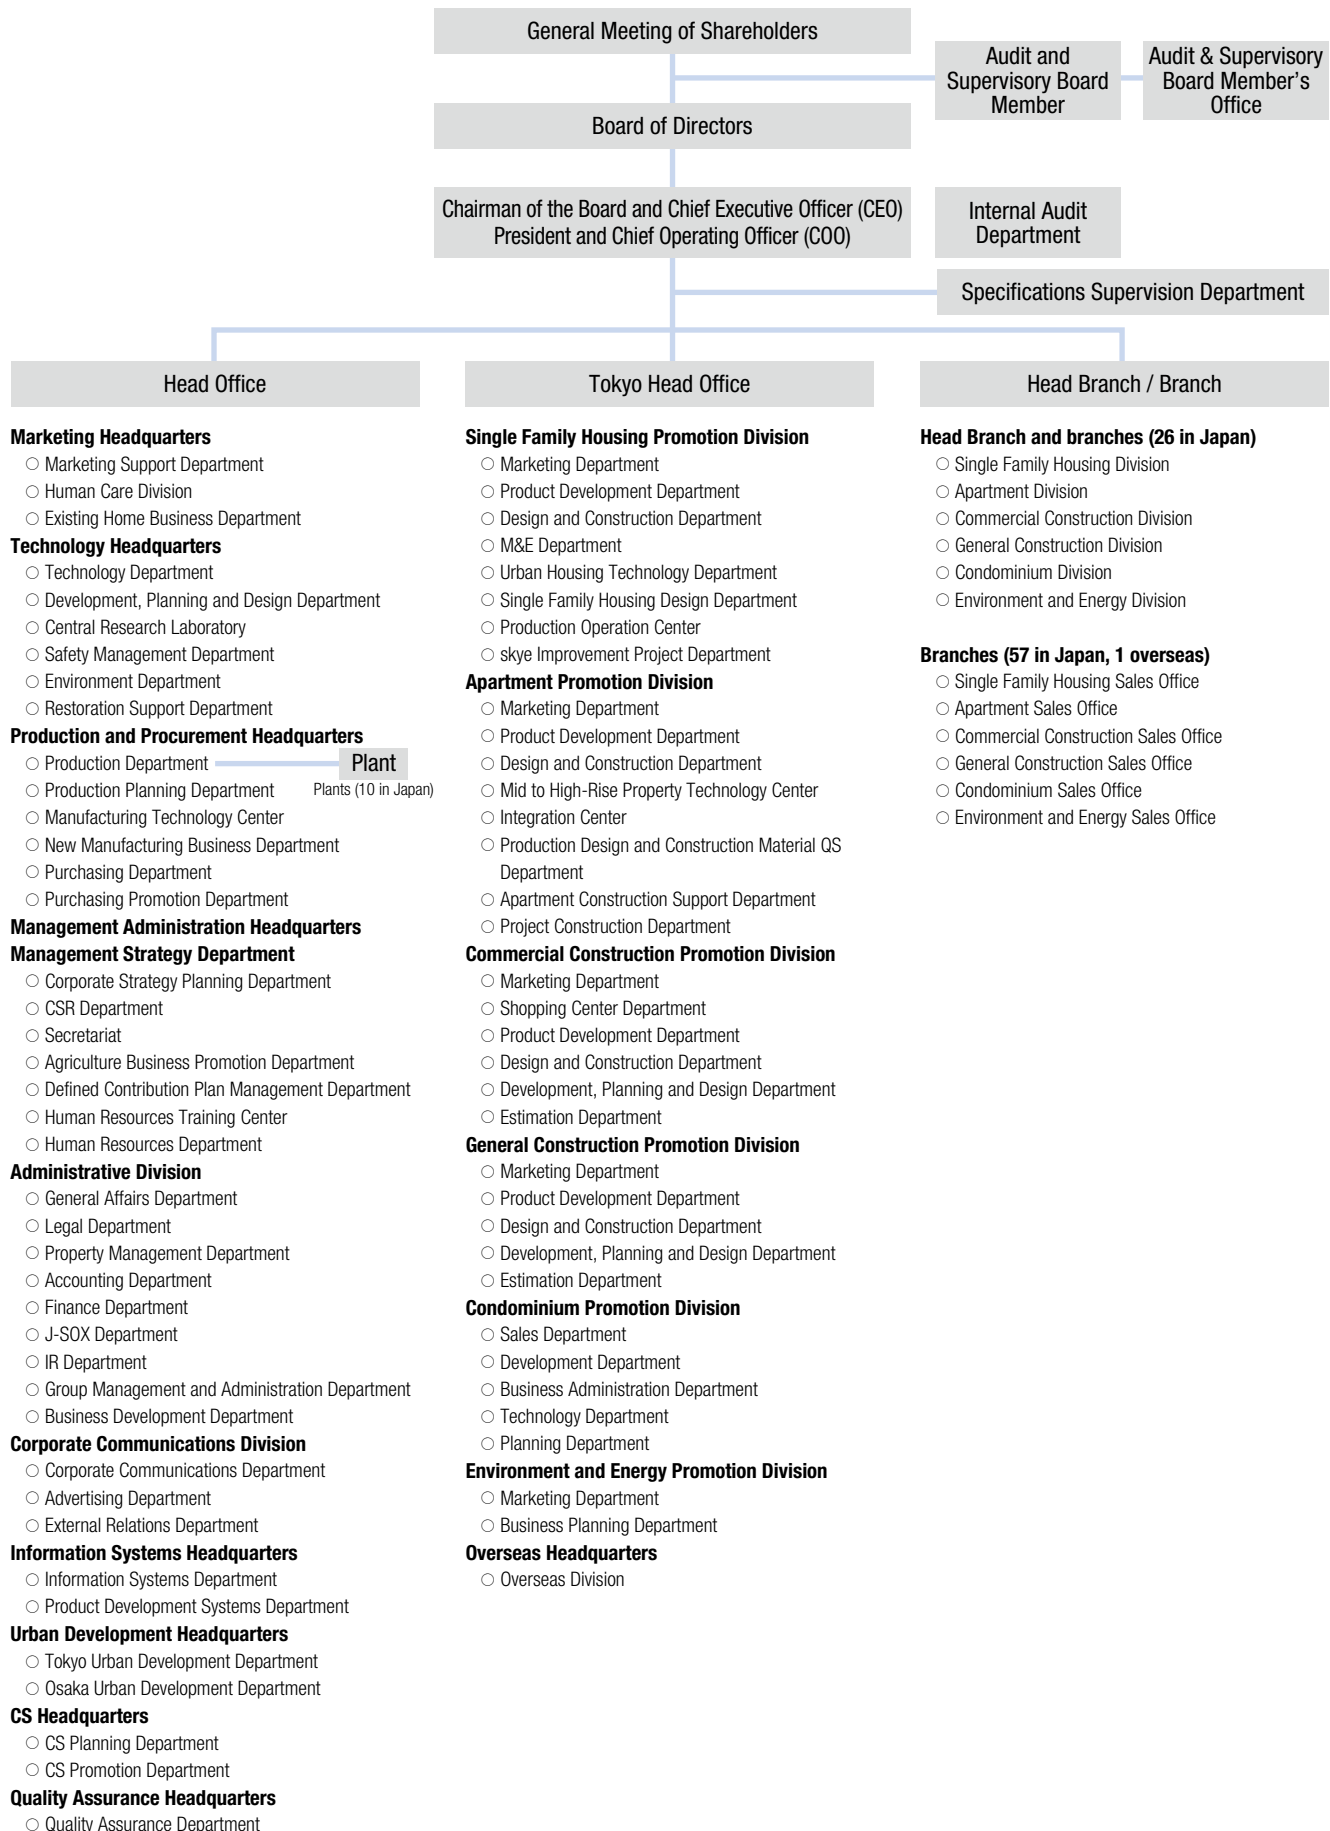 General Meeting of Shareholders
Audit and
Supervisory Board
Member
Audit & Supervisory
Board Member's
Office
Board of Directors
Chairman of the Board and Chief Executive Officer (CEO)
President and Chief Operating Officer (COO)
Internal Audit
Department
Specifications Supervision Department
Head Office
Marketing Headquarters
○ Marketing Support Department
○ Human Care Division
○ Existing Home Business Department
Technology Headquarters
○ Technology Department
○ Development, Planning and Design Department
○ Central Research Laboratory
○ Safety Management Department
○ Environment Department
○ Restoration Support Department
Production and Procurement Headquarters
○ Production Department
Plant
Plants (10 in Japan)
○ Production Planning Department
○ Manufacturing Technology Center
○ New Manufacturing Business Department
○ Purchasing Department
○ Purchasing Promotion Department
Management Administration Headquarters
Management Strategy Department
○ Corporate Strategy Planning Department
○ CSR Department
○ Secretariat
○ Agriculture Business Promotion Department
○ Defined Contribution Plan Management Department
○ Human Resources Training Center
○ Human Resources Department
Administrative Division
○ General Affairs Department
○ Legal Department
○ Property Management Department
○ Accounting Department
○ Finance Department
○ J-SOX Department
○ IR Department
○ Group Management and Administration Department
○ Business Development Department
Corporate Communications Division
○ Corporate Communications Department
○ Advertising Department
○ External Relations Department
Information Systems Headquarters
○ Information Systems Department
○ Product Development Systems Department
Urban Development Headquarters
○ Tokyo Urban Development Department
○ Osaka Urban Development Department
CS Headquarters
○ CS Planning Department
○ CS Promotion Department
Quality Assurance Headquarters
○ Quality Assurance Department
Tokyo Head Office
Single Family Housing Promotion Division
○ Marketing Department
○ Product Development Department
○ Design and Construction Department
○ M&E Department
○ Urban Housing Technology Department
○ Single Family Housing Design Department
○ Production Operation Center
○ skye Improvement Project Department
Apartment Promotion Division
○ Marketing Department
○ Product Development Department
○ Design and Construction Department
○ Mid to High-Rise Property Technology Center
○ Integration Center
○ Production Design and Construction Material QS
Department
○ Apartment Construction Support Department
○ Project Construction Department
Commercial Construction Promotion Division
○ Marketing Department
○ Shopping Center Department
○ Product Development Department
○ Design and Construction Department
○ Development, Planning and Design Department
○ Estimation Department
General Construction Promotion Division
○ Marketing Department
○ Product Development Department
○ Design and Construction Department
○ Development, Planning and Design Department
○ Estimation Department
Condominium Promotion Division
○ Sales Department
○ Development Department
○ Business Administration Department
○ Technology Department
○ Planning Department
Environment and Energy Promotion Division
○ Marketing Department
○ Business Planning Department
Overseas Headquarters
○ Overseas Division
Head Branch / Branch
Head Branch and branches (26 in Japan)
○ Single Family Housing Division
○ Apartment Division
○ Commercial Construction Division
○ General Construction Division
○ Condominium Division
○ Environment and Energy Division
Branches (57 in Japan, 1 overseas)
○ Single Family Housing Sales Office
○ Apartment Sales Office
○ Commercial Construction Sales Office
○ General Construction Sales Office
○ Condominium Sales Office
○ Environment and Energy Sales Office